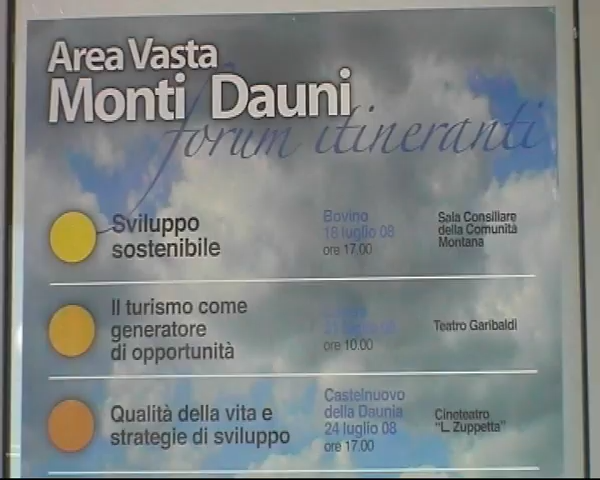 Area Vasta
Monti Dauni
forum itineranti
Sviluppo
sostenibile
Bovino
18 luglio 08
ore 17.00
Sala Consiliare
della Comunità
Montana
Il turismo come
generatore
di opportunità
luglio 08
ore 10.00
Teatro Garibaldi
Qualità della vita e
strategie di sviluppo
Castelnuovo
della Daunia
24 luglio 08
ore 17.00
Cineteatro
"L. Zuppetta"